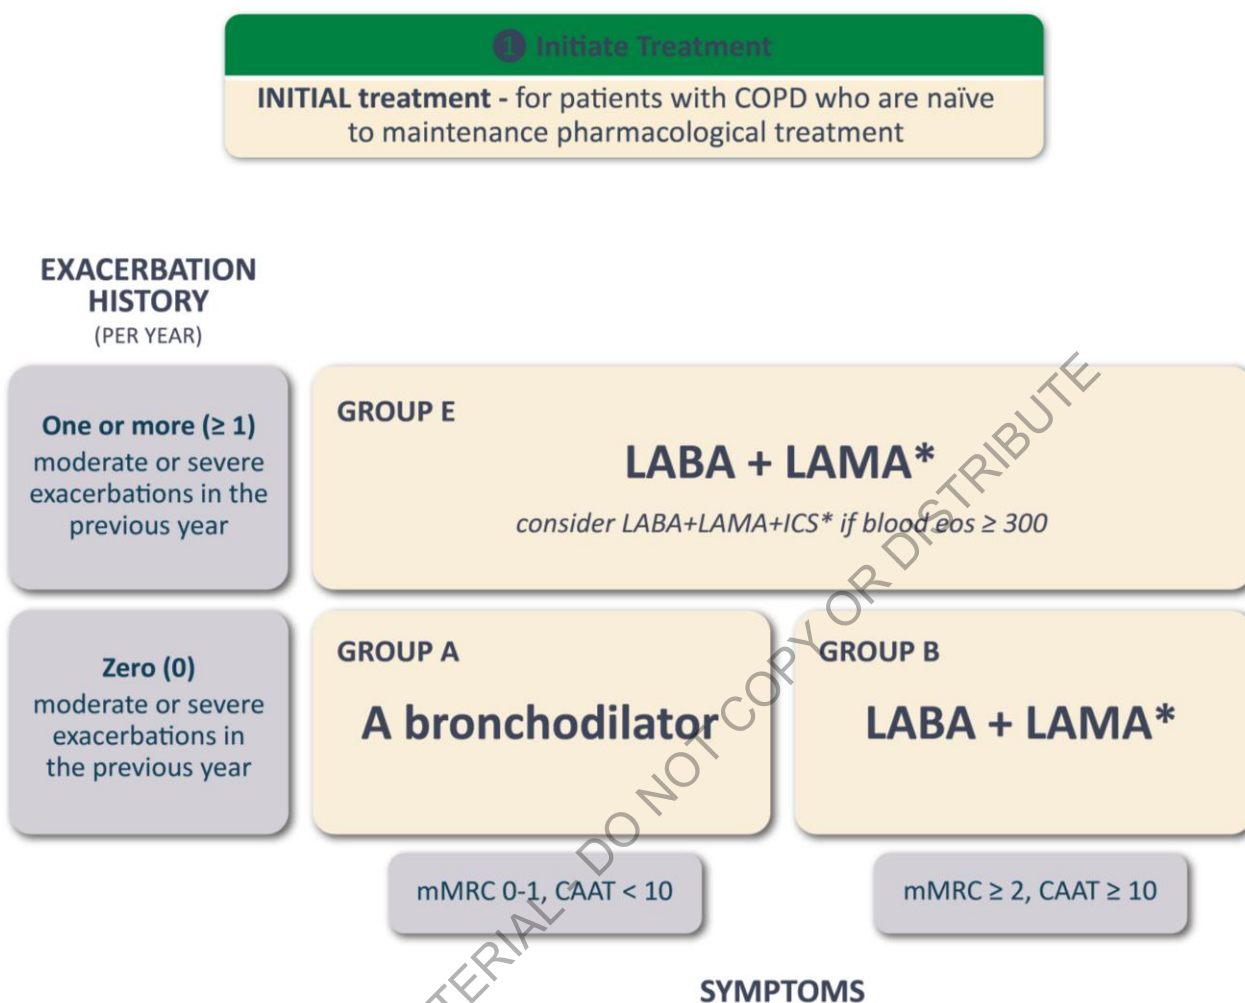 ❶ Initiate Treatment
INITIAL treatment - for patients with COPD who are naïve
to maintenance pharmacological treatment
EXACERBATION
HISTORY
(PER YEAR)
One or more (≥ 1)
moderate or severe
exacerbations in the
previous year
GROUP E
LABA + LAMA*
consider LABA+LAMA+ICS* if blood eos ≥ 300
Zero (0)
moderate or severe
exacerbations in
the previous year
GROUP A
A bronchodilator
GROUP B
LABA + LAMA*
mMRC 0-1, CAAT < 10
mMRC ≥ 2, CAAT ≥ 10
SYMPTOMS
TERIAL - DO NOT COPY OR DISTRIBUTE